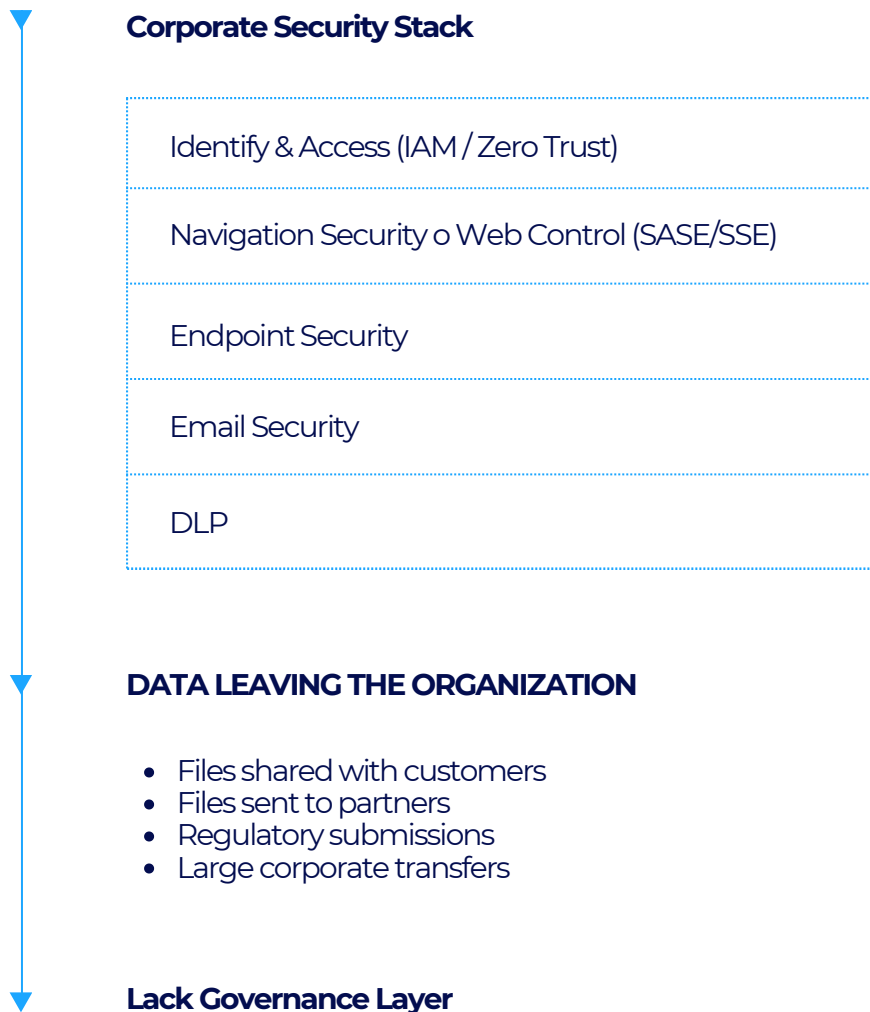 Corporate Security Stack
Identify & Access (IAM / Zero Trust)
Navigation Security o Web Control (SASE/SSE)
Endpoint Security
Email Security
DLP
DATA LEAVING THE ORGANIZATION
• Files shared with customers
• Files sent to partners
• Regulatory submissions
• Large corporate transfers
Lack Governance Layer